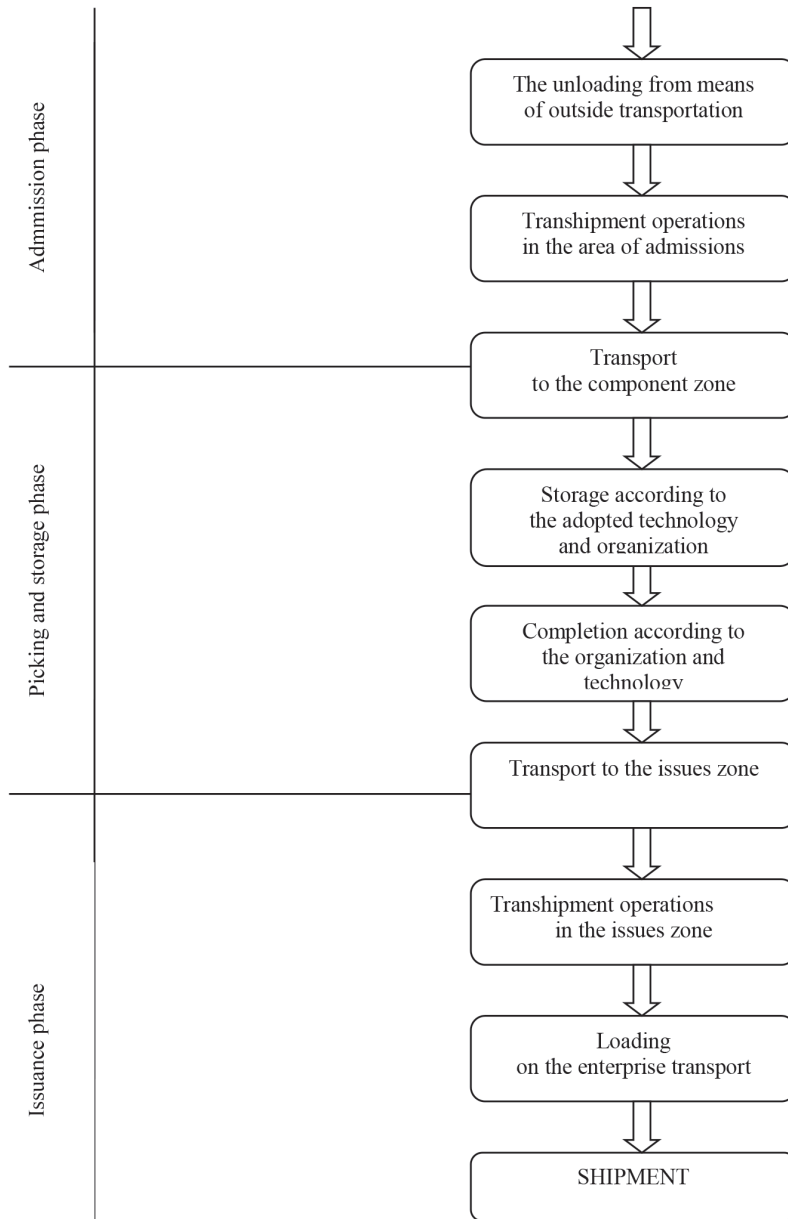 Admmission phase
The unloading from means
of outside transportation
Transhipment operations
in the area of admissions
Transport
to the component zone
Picking and storage phase
Storage according to
the adopted technology
and organization
Completion according to
the organization and
technology
Transport to the issues zone
Issuance phase
Transhipment operations
in the issues zone
Loading
on the enterprise transport
SHIPMENT